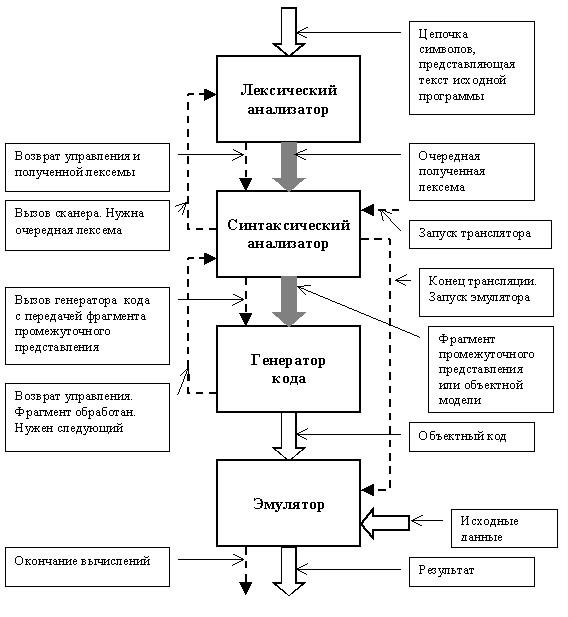 Цепочка
символов,
представляющая
текст исходной
программы
Лексический
анализатор
Возврат управления и
полученной лексемы
Очередная
полученная
лексема
Вызов сканера. Нужна
очередная лексема
Синтаксический
анализатор
Запуск транслятора
Конец трансляции.
Запуск эмулятора
Вызов генератора кода
с передачей фрагмента
промежуточного
представления
Генератор
кода
Фрагмент
промежуточного
представления
или объектной
модели
Возврат управления.
Фрагмент обработан.
Нужен следующий
Объектный код
Эмулятор
Исходные
данные
Окончание вычислений
Результат